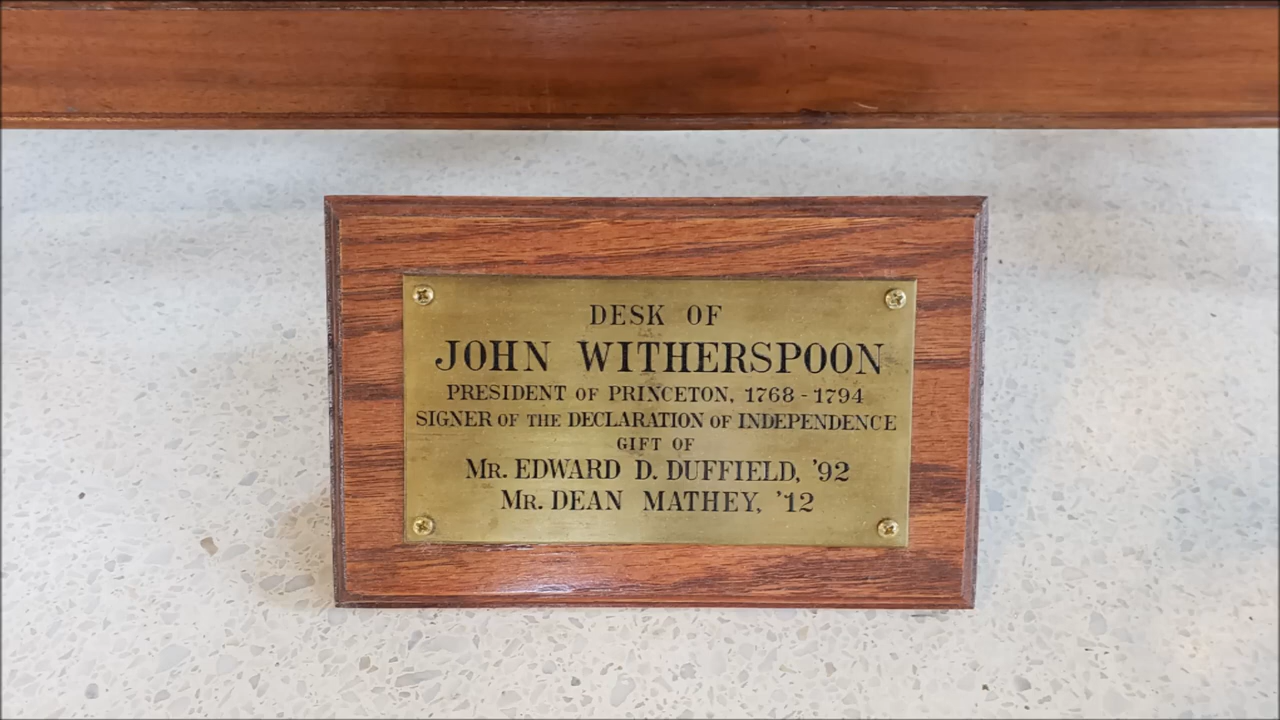 DESK OF
JOHN WITHERSPOON
PRESIDENT OF PRINCETON, 1768 - 1794
SIGNER OF THE DECLARATION OF INDEPENDENCE
GIFT OF
MR. EDWARD D. DUFFIELD, '92
MR. DEAN MATHEY, '12